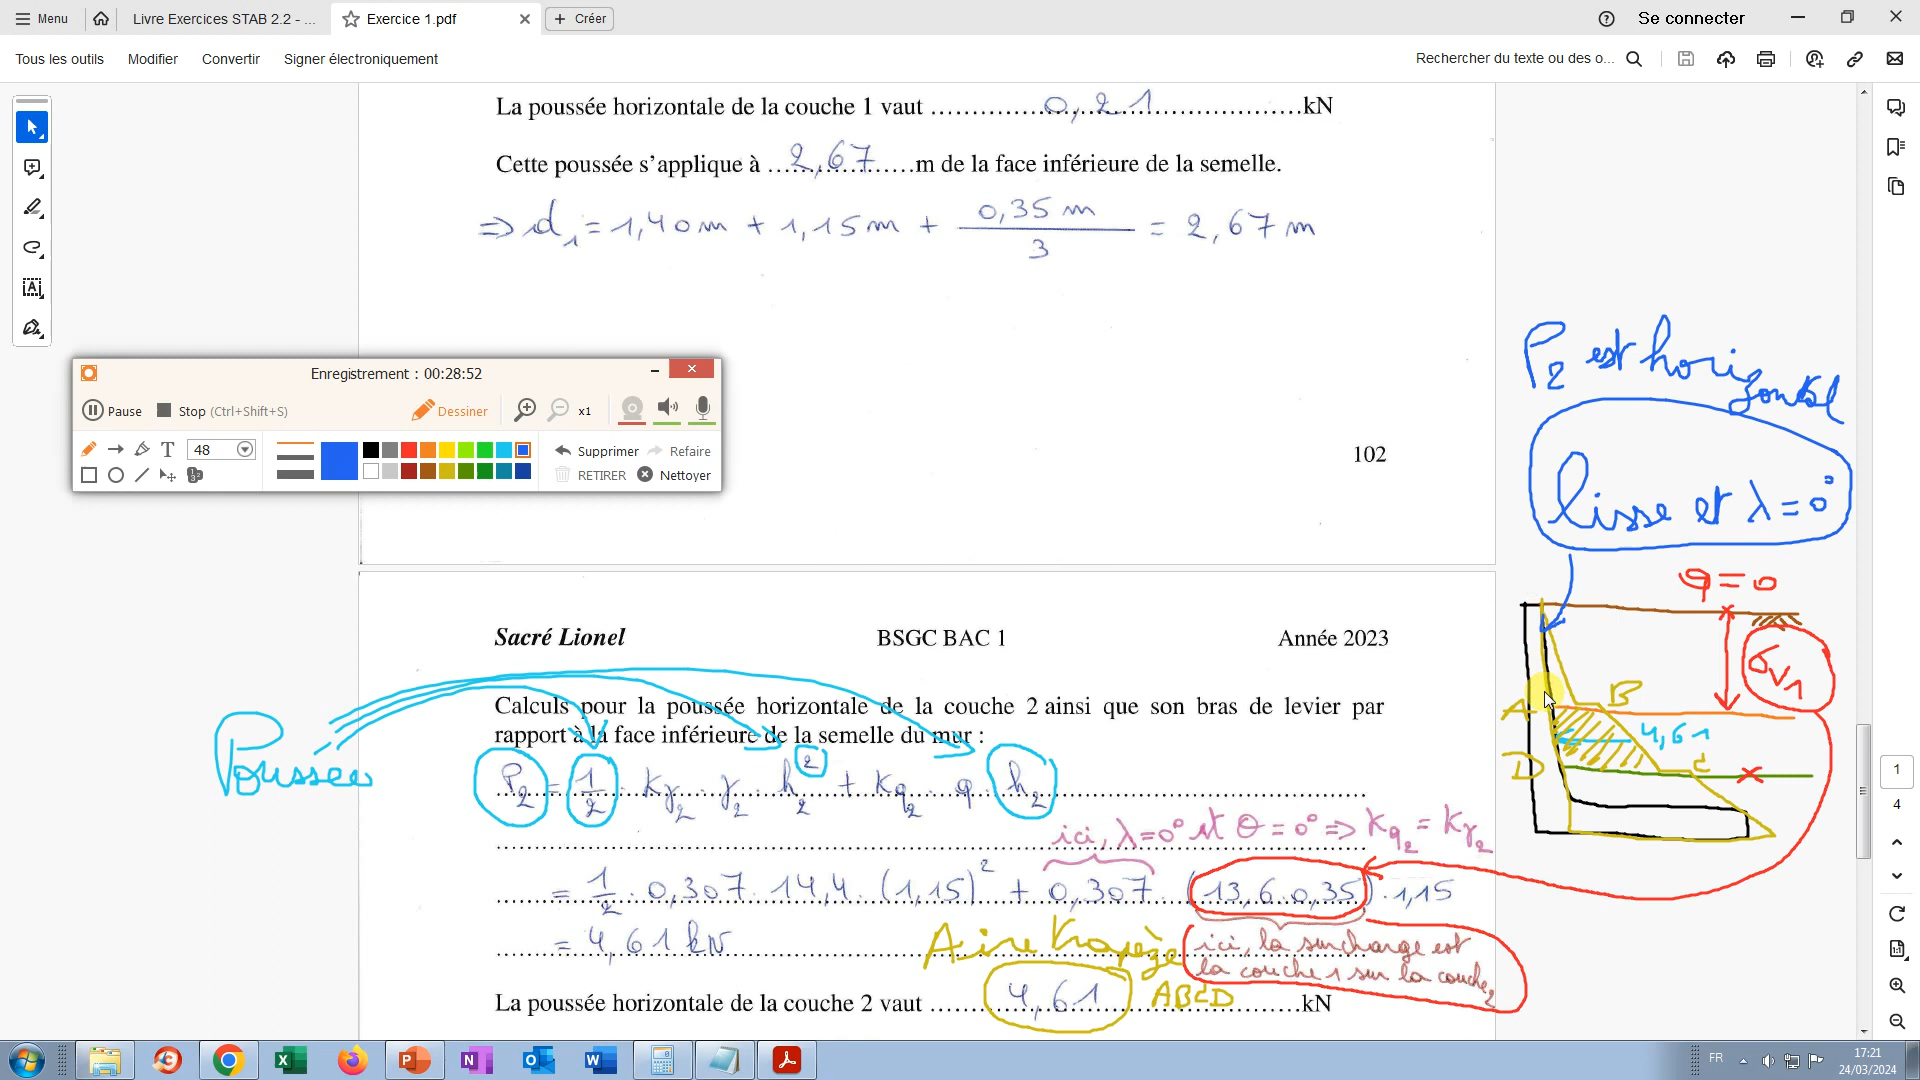 Menu
Livre Exercices STAB 2.2 - ...
Exercice 1.pdf
Créer
Se connecter
Tous les outils
Modifier
Convertir
Signer électroniquement
Rechercher du texte ou des o...
La poussée horizontale de la couche 1 vaut ............0,21............kN
Cette poussée s'applique à ...2,67...m de la face inférieure de la semelle.
=> d₁ = 1,40 m + 1,15 m + 0,35 m / 3 = 2,67 m
Enregistrement : 00:28:52
Pause
Stop (Ctrl+Shift+S)
Dessiner
x1
T
48
Supprimer
Refaire
RETIRER
Nettoyer
102
P₂ est horizontal
lisse et λ = 0°
q = 0
σv1
A
B
4,61
D
C
Sacré Lionel
BSGC BAC 1
Année 2023
Calculs pour la poussée horizontale de la couche 2 ainsi que son bras de levier par
rapport à la face inférieure de la semelle du mur :
Poussée
P₂ = 1/2 · kγ₂ · γ₂ · h₂² + kq₂ · q · h₂
ici, λ = 0° et θ = 0° => kq₂ = kγ₂
= 1/2 · 0,307 · 14,4 · (1,15)² + 0,307 · (13,6 · 0,35) · 1,15
= 4,61 kN
Aire trapèze
ABCD
ici, la surcharge est
la couche 1 sur la couche 2
La poussée horizontale de la couche 2 vaut .......4,61.......kN
1
4
FR
17:21
24/03/2024